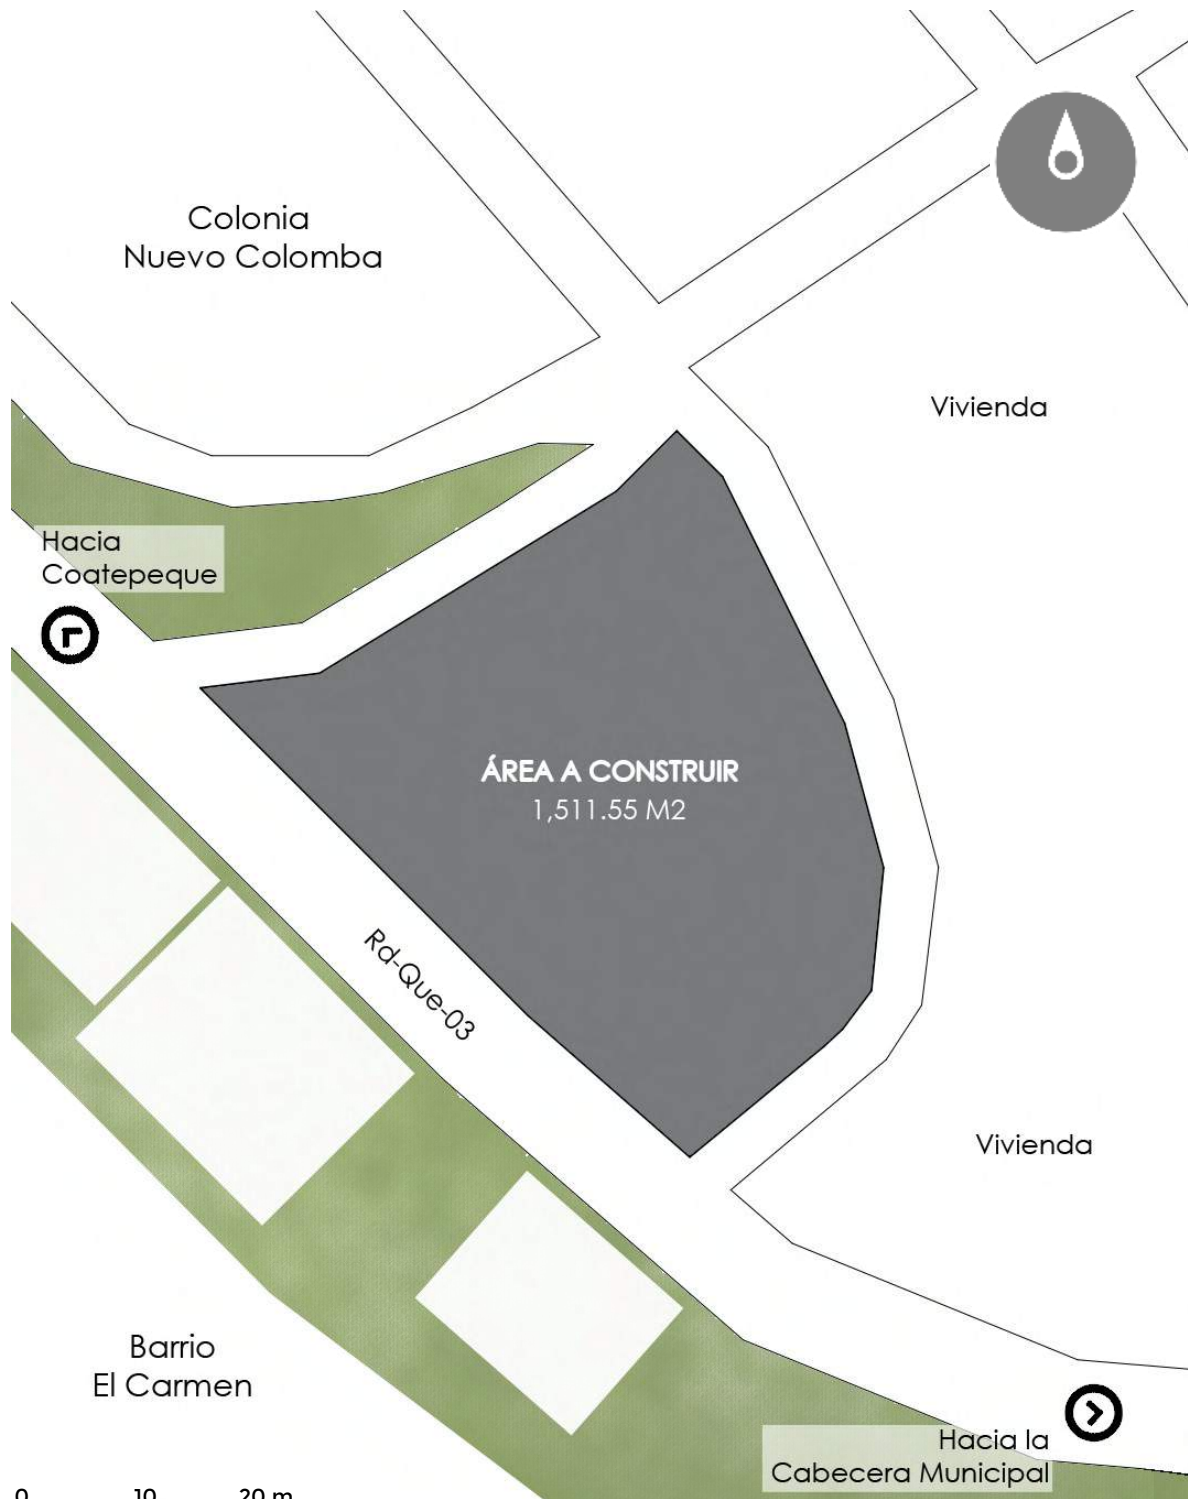 Colonia
Nuevo Colomba
Vivienda
Hacia
Coatepeque
ÁREA A CONSTRUIR
1,511.55 M2
Rd-Que-03
Vivienda
Barrio
El Carmen
Hacia la
Cabecera Municipal
0 10 20 m